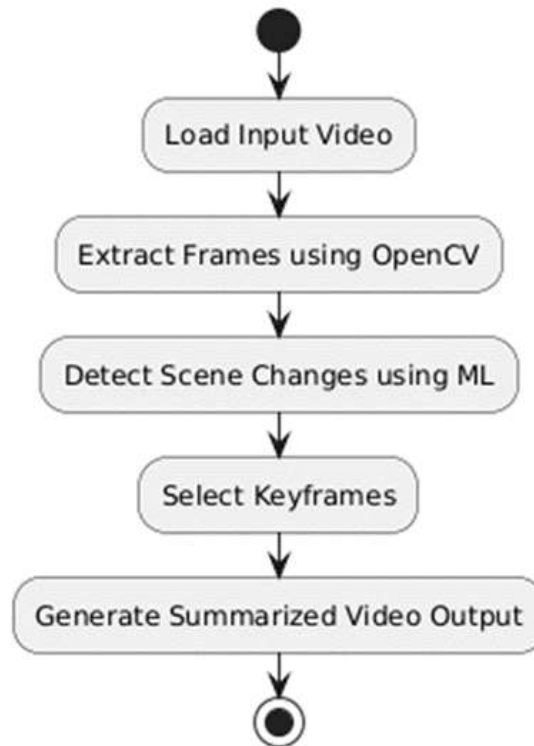 Load Input Video
Extract Frames using OpenCV
Detect Scene Changes using ML
Select Keyframes
Generate Summarized Video Output